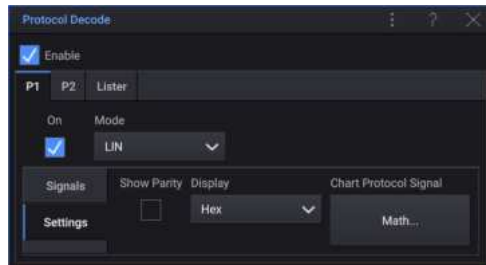 Protocol Decode
Enable
P1 P2 Lister
On Mode
LIN
Signals Show Parity Display Chart Protocol Signal
Hex Math...
Settings